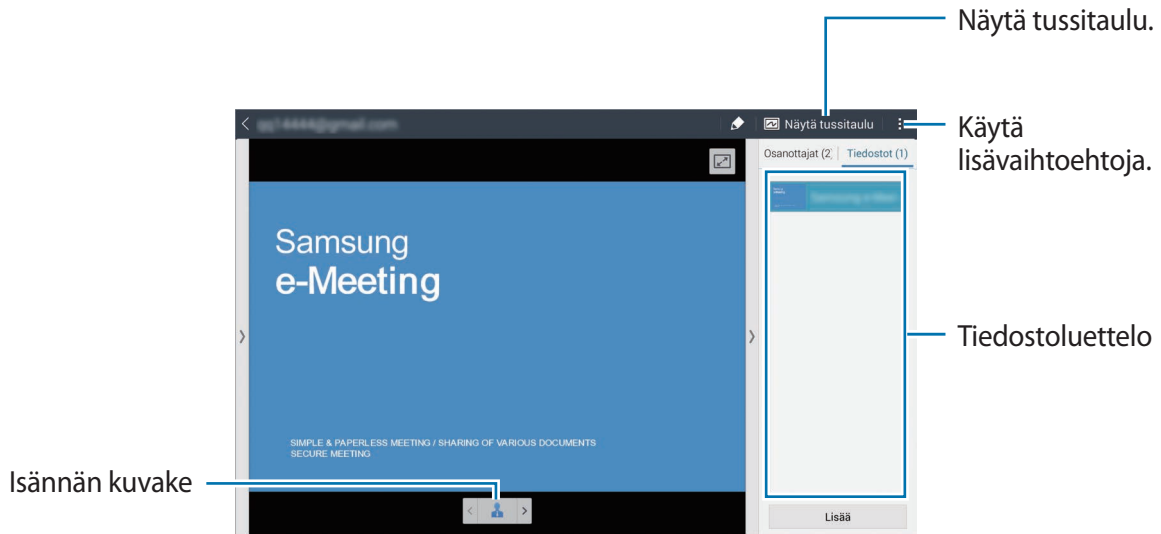 Näytä tussitaulu.
Näytä tussitaulu
Käytä
lisävaihtoehtoja.
Osanottajat (2)
Tiedostot (1)
Samsung
e-Meeting
Tiedostoluettelo
SIMPLE & PAPERLESS MEETING / SHARING OF VARIOUS DOCUMENTS
SECURE MEETING
Isännän kuvake
Lisää